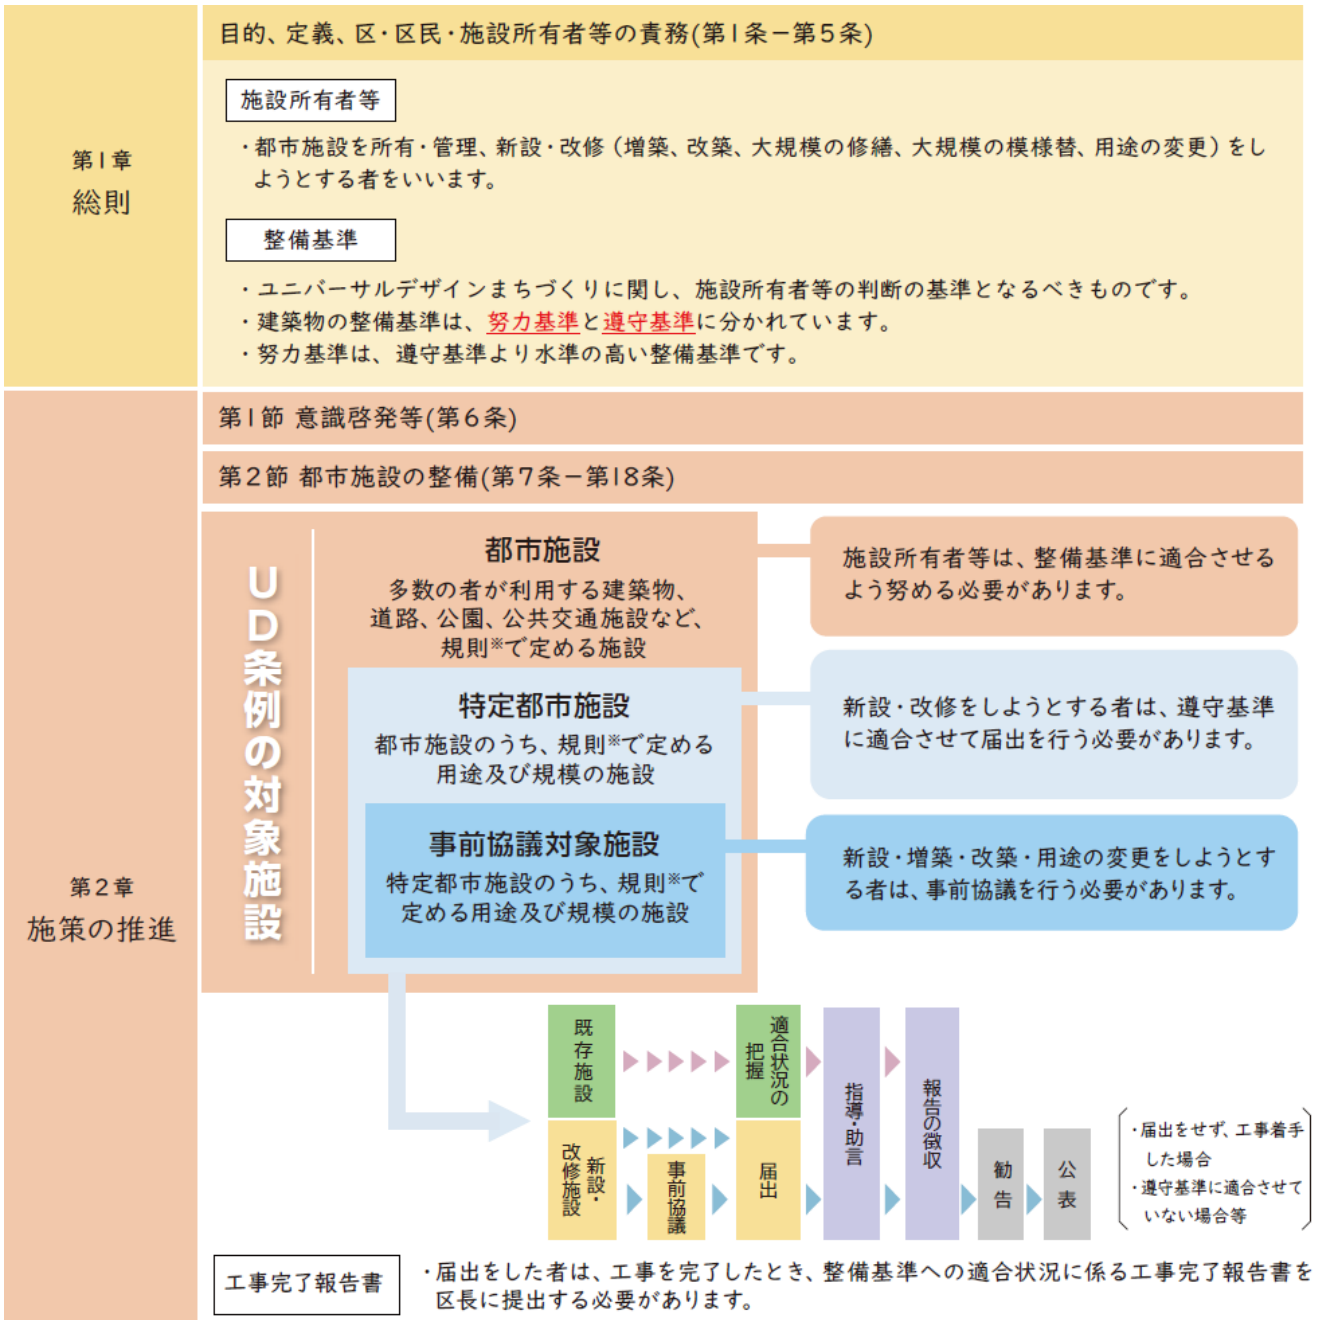 第1章
総則
目的、定義、区・区民・施設所有者等の責務(第1条－第5条)
施設所有者等
・都市施設を所有・管理、新設・改修（増築、改築、大規模の修繕、大規模の模様替、用途の変更）をし
ようとする者をいいます。
整備基準
・ユニバーサルデザインまちづくりに関し、施設所有者等の判断の基準となるべきものです。
・建築物の整備基準は、努力基準と遵守基準に分かれています。
・努力基準は、遵守基準より水準の高い整備基準です。
第2章
施策の推進
第1節 意識啓発等(第6条)
第2節 都市施設の整備(第7条－第18条)
UD条例の対象施設
都市施設
多数の者が利用する建築物、
道路、公園、公共交通施設など、
規則※で定める施設
施設所有者等は、整備基準に適合させる
よう努める必要があります。
特定都市施設
都市施設のうち、規則※で定める
用途及び規模の施設
新設・改修をしようとする者は、遵守基準
に適合させて届出を行う必要があります。
事前協議対象施設
特定都市施設のうち、規則※で
定める用途及び規模の施設
新設・増築・改築・用途の変更をしようとす
る者は、事前協議を行う必要があります。
既存施設
適合状況の
把握
新設・
改修施設
事前協議
届出
指導・助言
報告の徴収
勧告
公表
・届出をせず、工事着手
した場合
・遵守基準に適合させて
いない場合等
工事完了報告書
・届出をした者は、工事を完了したとき、整備基準への適合状況に係る工事完了報告書を
区長に提出する必要があります。